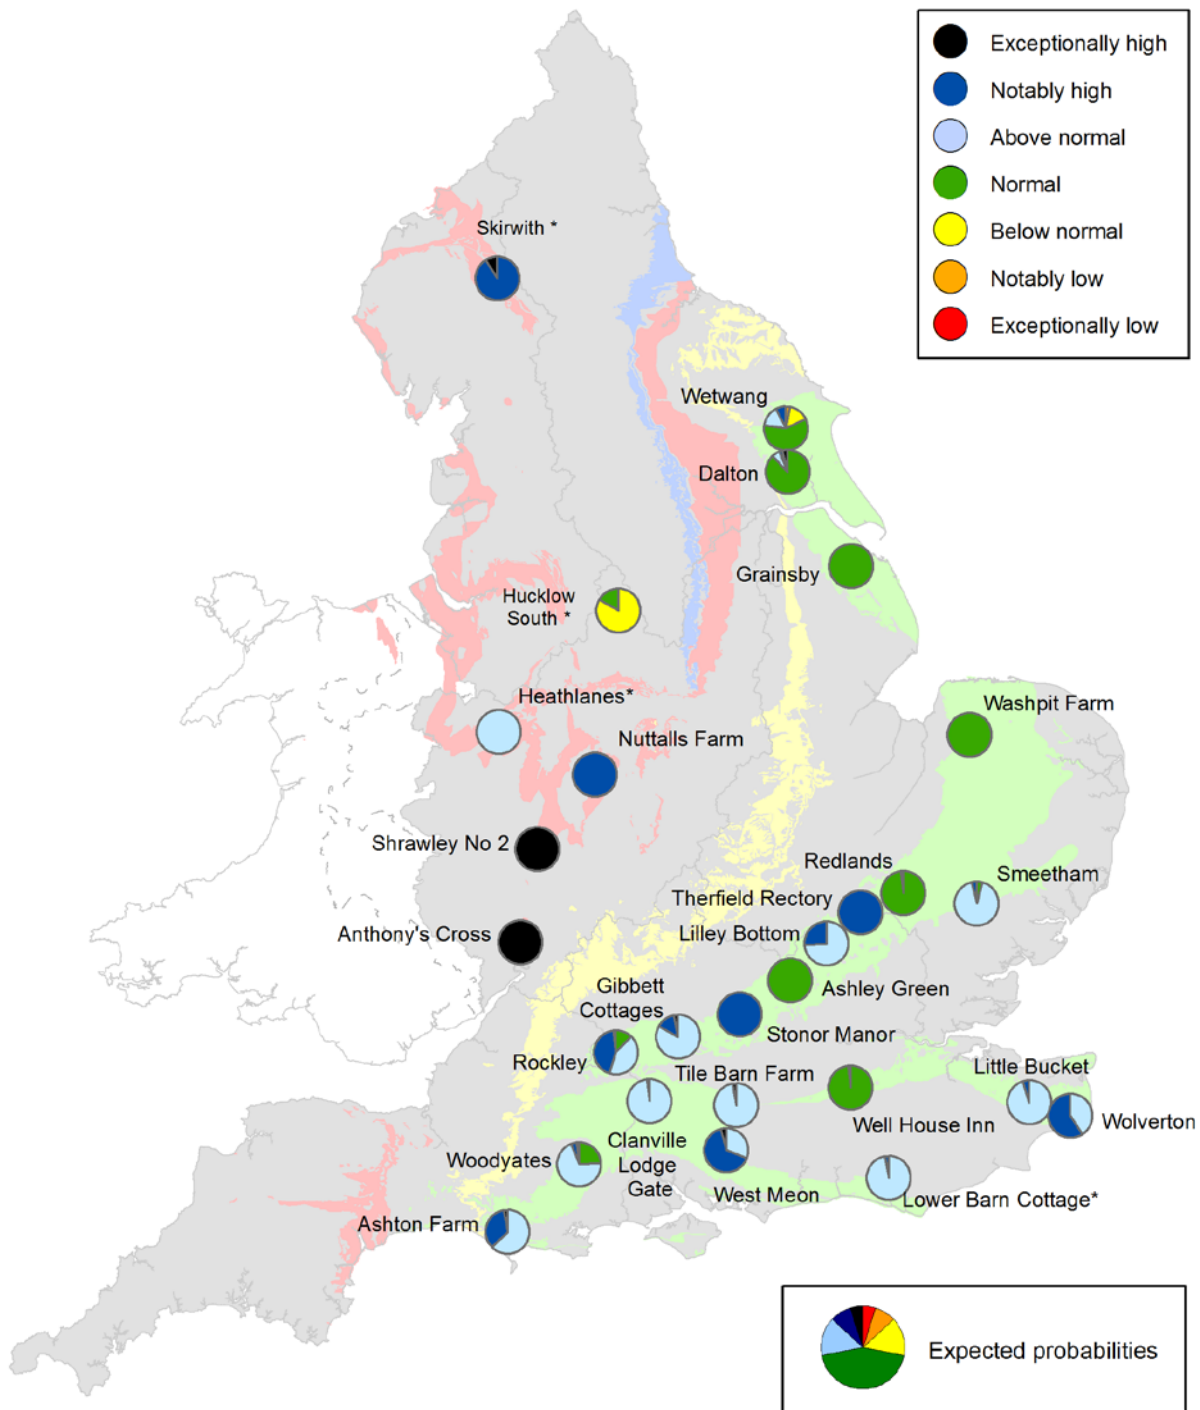 Exceptionally high
Notably high
Above normal
Normal
Below normal
Notably low
Exceptionally low
Skirwith *
Wetwang
Dalton
Grainsby
Hucklow
South *
Heathlanes*
Nuttalls Farm
Washpit Farm
Shrawley No 2
Redlands
Smeetham
Therfield Rectory
Anthony's Cross
Lilley Bottom
Gibbett
Cottages
Ashley Green
Stonor Manor
Rockley
Tile Barn Farm
Little Bucket
Wolverton
Well House Inn
Clanville
Lodge
Gate
Woodyates
West Meon
Lower Barn Cottage*
Ashton Farm
Expected probabilities